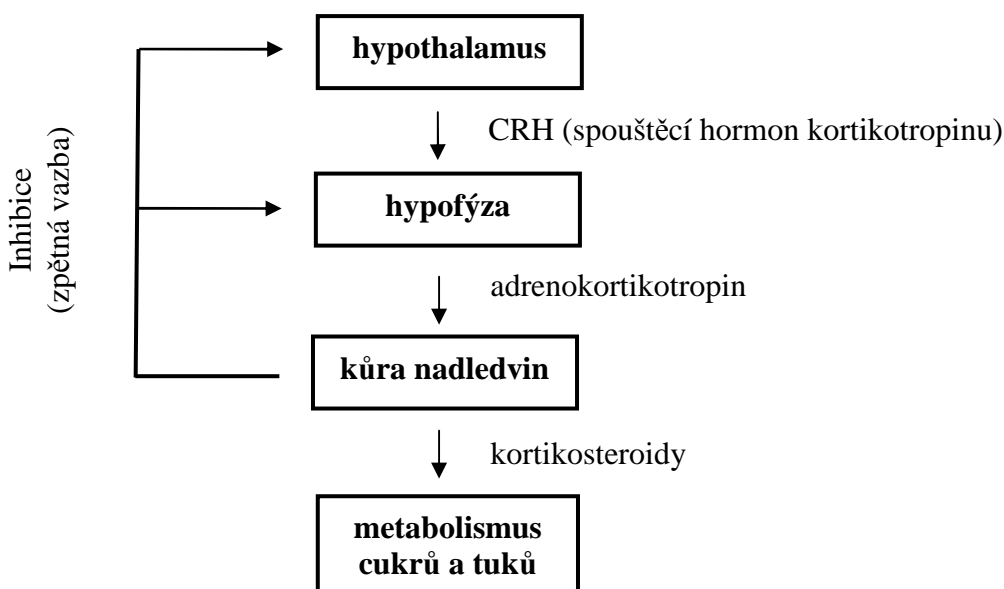 hypothalamus
CRH (spouštěcí hormon kortikotropinu)
Inhibice
(zpětná vazba)
hypofýza
adrenokortikotropin
kůra nadledvin
kortikosteroidy
metabolismus
cukrů a tuků